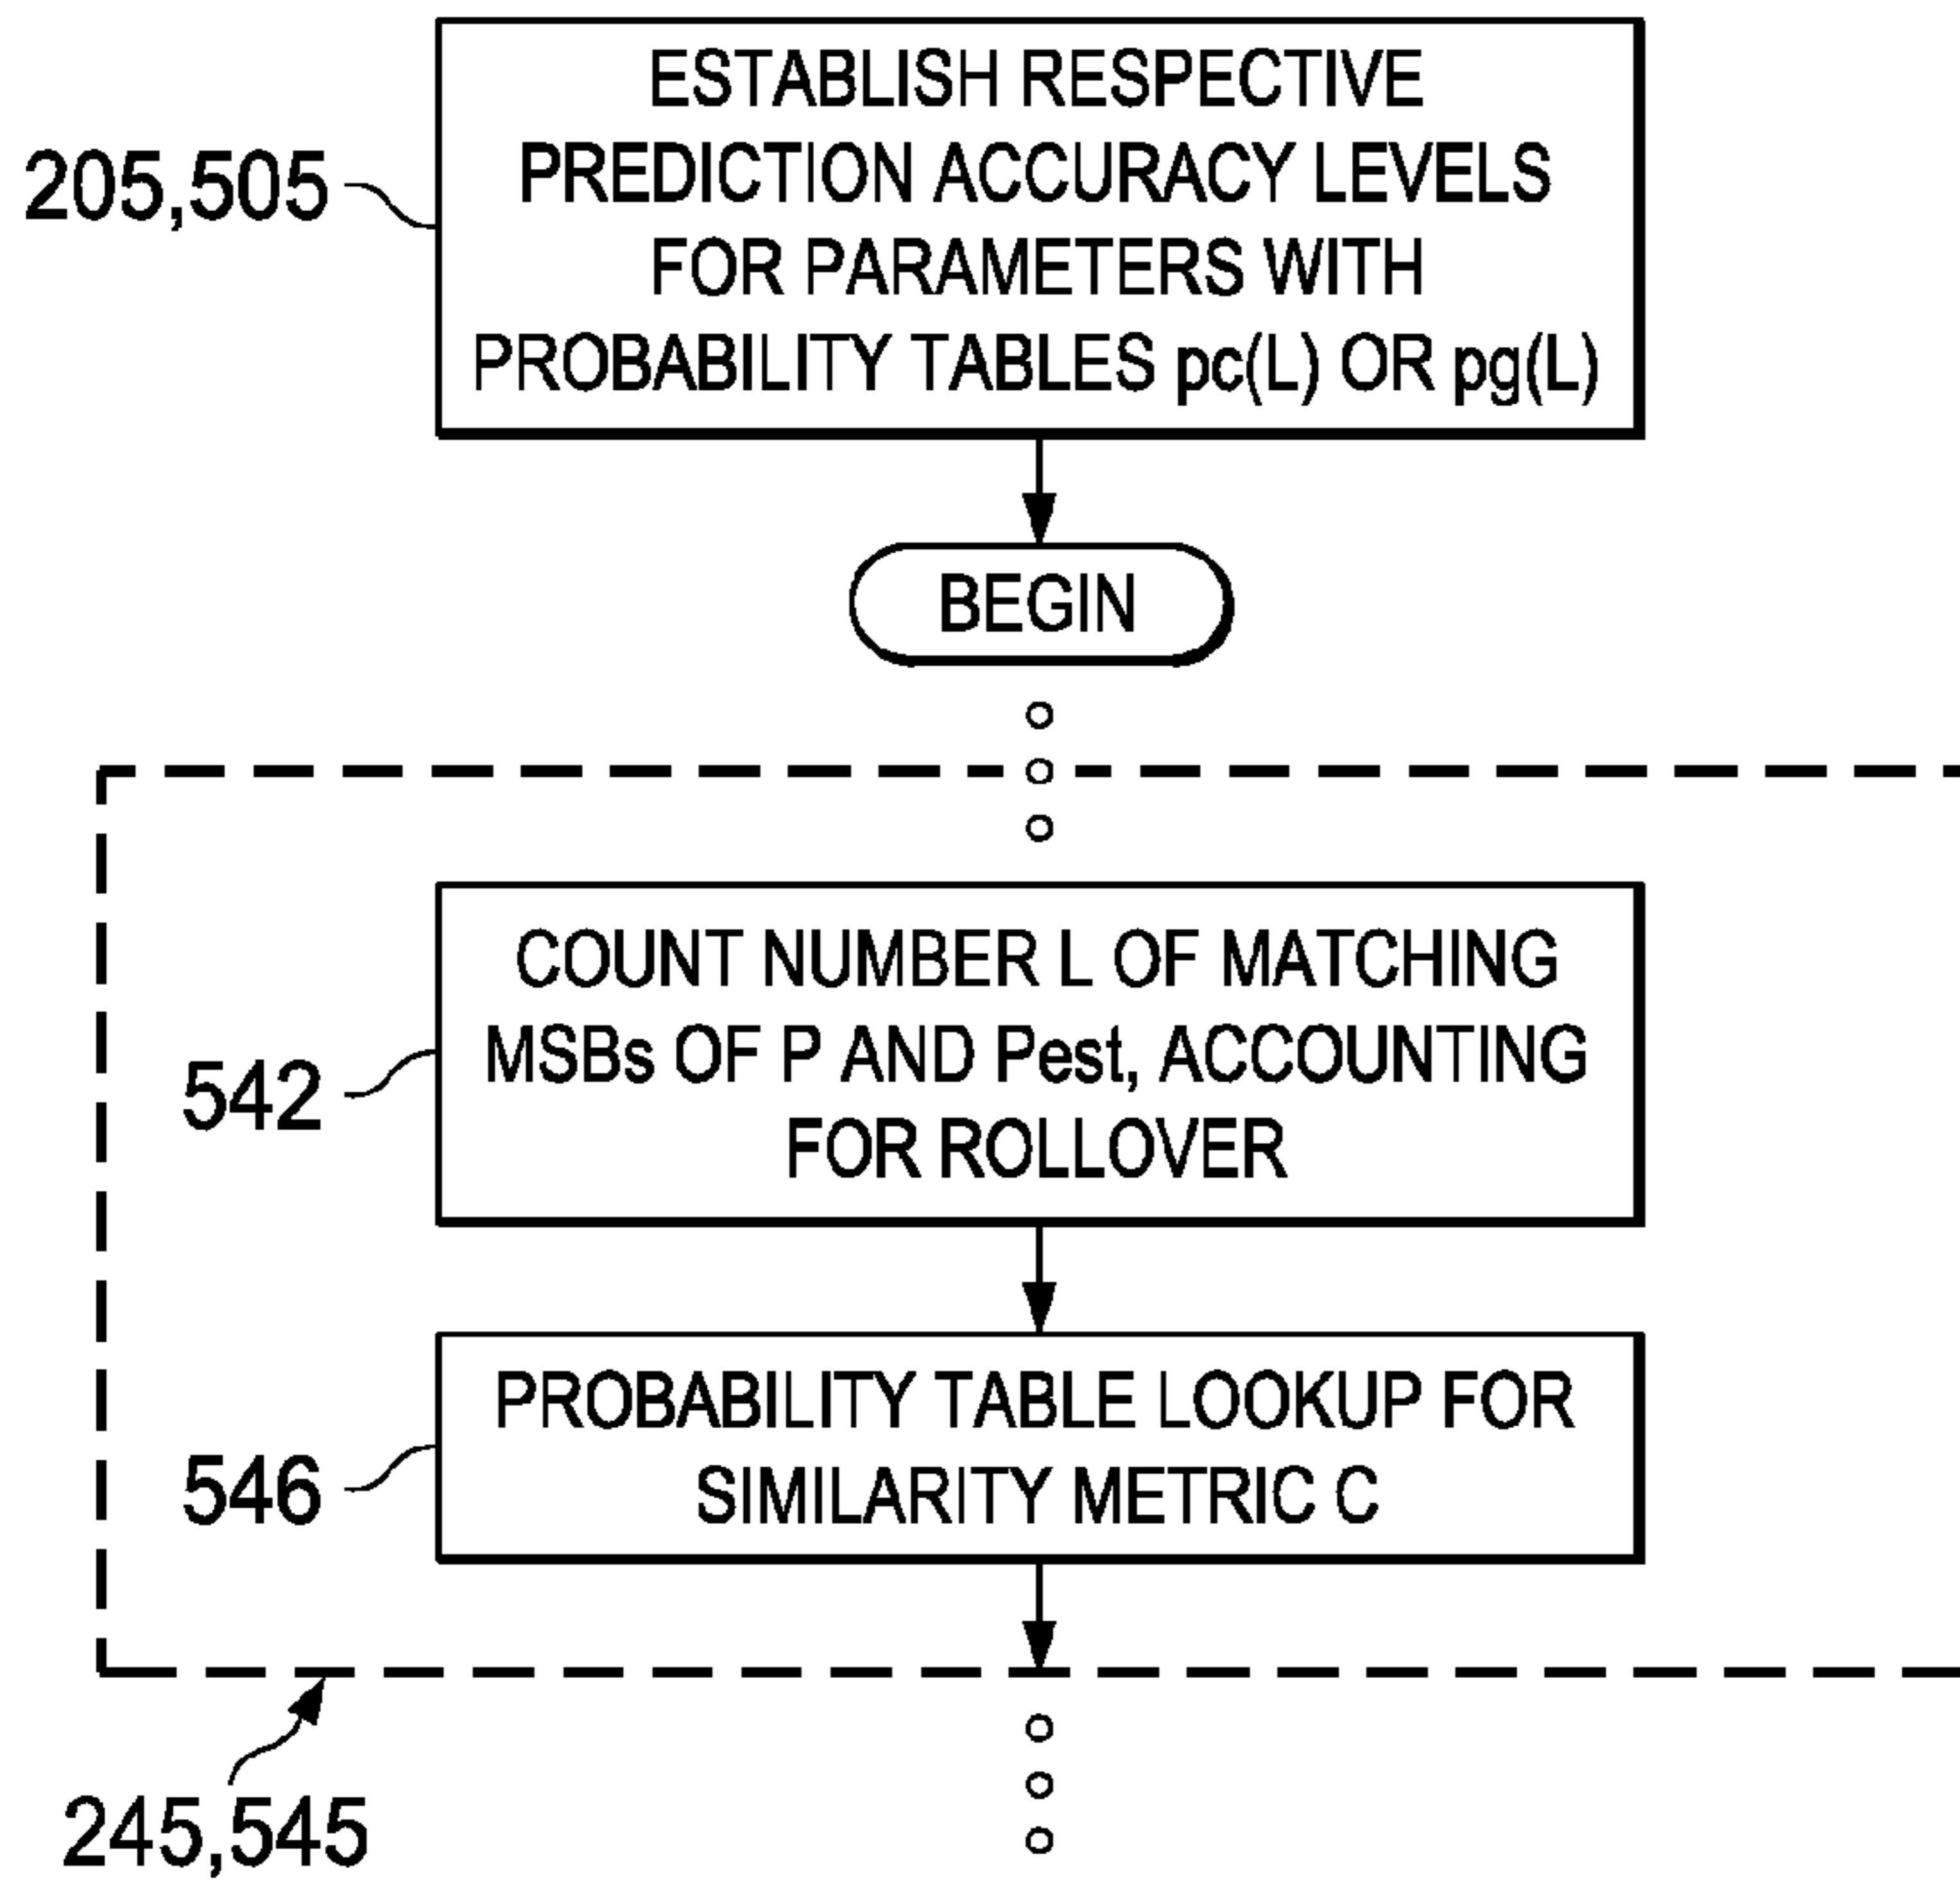 ESTABLISH RESPECTIVE
PREDICTION ACCURACY LEVELS
FOR PARAMETERS WITH
PROBABILITY TABLES pc(L) OR pg(L)
205,505
BEGIN
COUNT NUMBER L OF MATCHING
MSBs OF P AND Pest, ACCOUNTING
FOR ROLLOVER
542
PROBABILITY TABLE LOOKUP FOR
SIMILARITY METRIC C
546
245,545